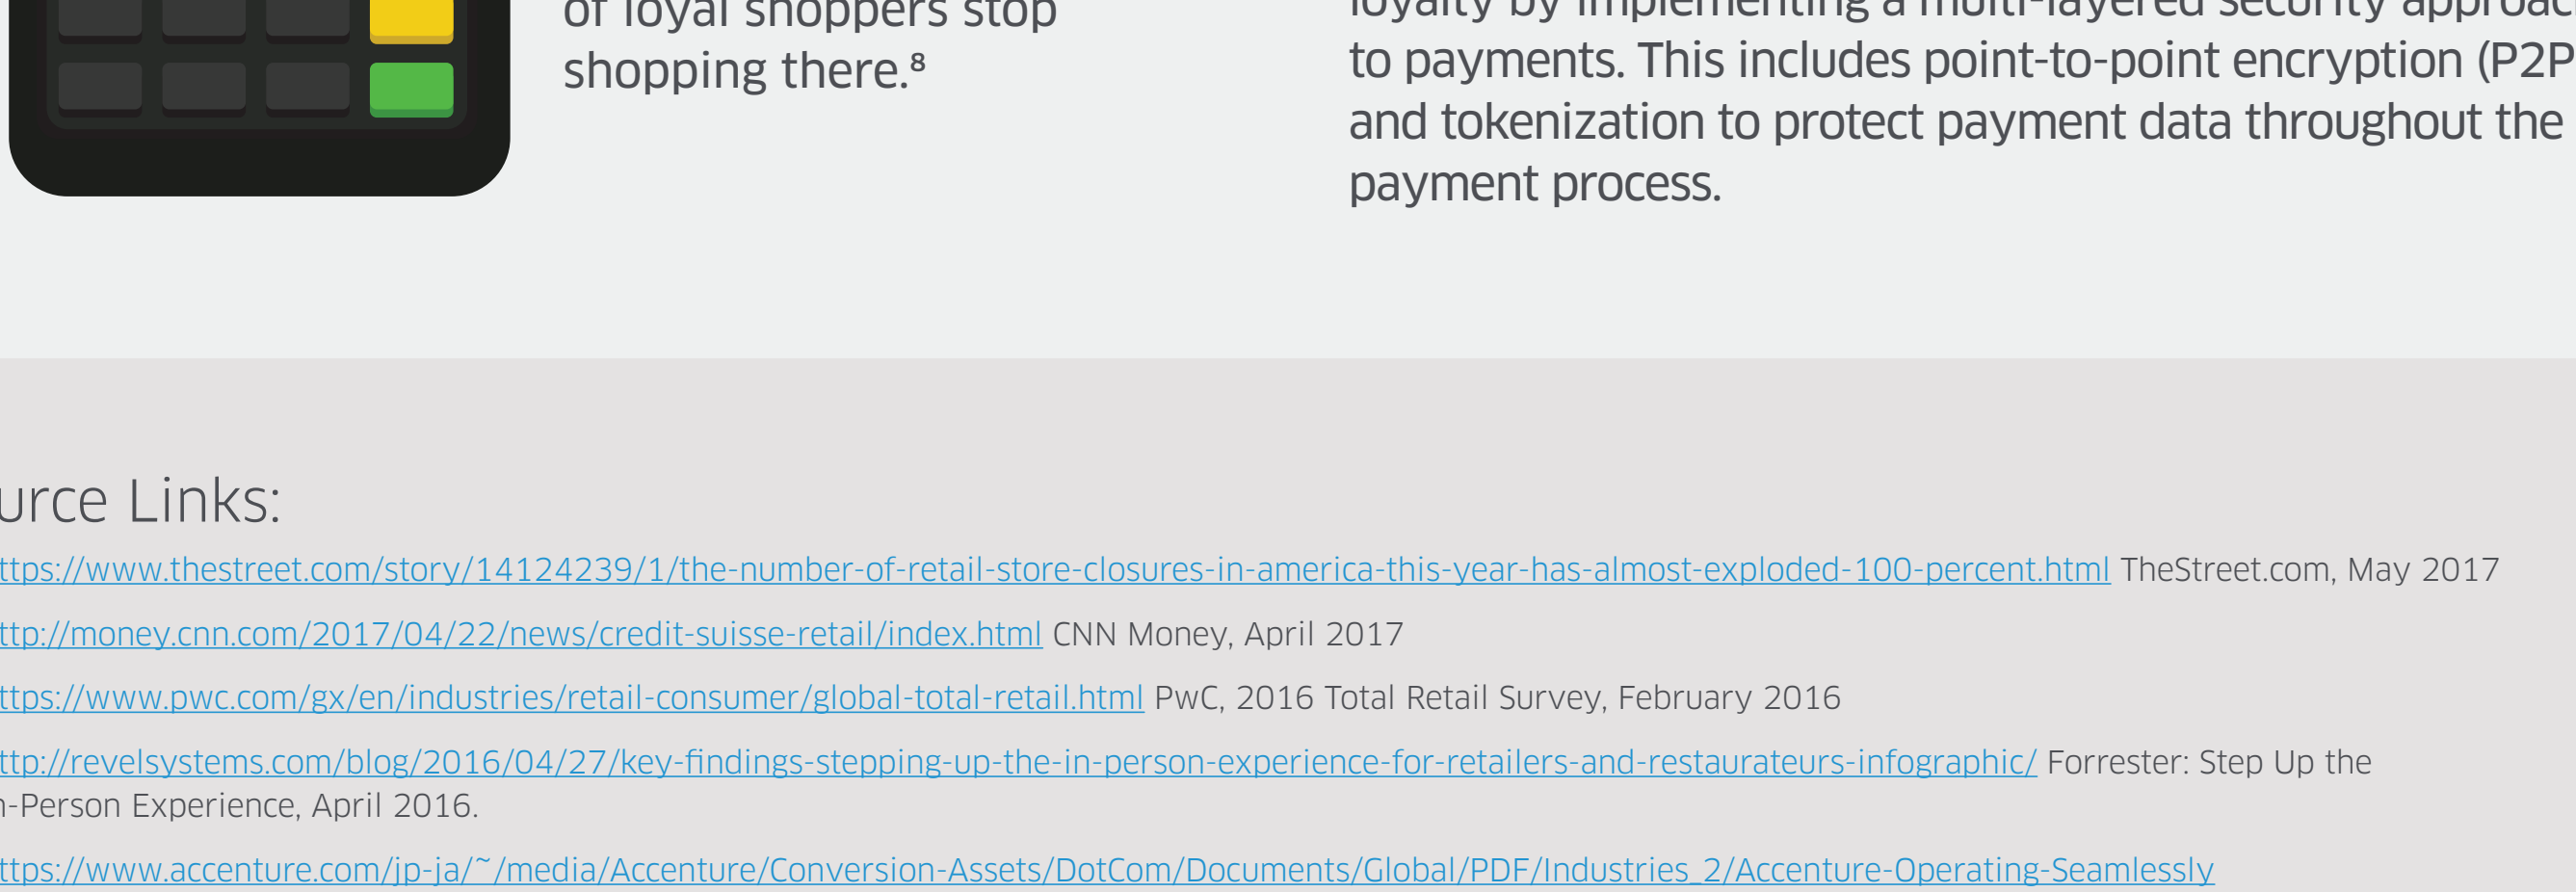 of loyal shoppers stop
shopping there.⁸
loyalty by implementing a multi-layered security approac
to payments. This includes point-to-point encryption (P2P
and tokenization to protect payment data throughout the
payment process.
urce Links:
ttps://www.thestreet.com/story/14124239/1/the-number-of-retail-store-closures-in-america-this-year-has-almost-exploded-100-percent.html TheStreet.com, May 2017
ttp://money.cnn.com/2017/04/22/news/credit-suisse-retail/index.html CNN Money, April 2017
ttps://www.pwc.com/gx/en/industries/retail-consumer/global-total-retail.html PwC, 2016 Total Retail Survey, February 2016
ttp://revelsystems.com/blog/2016/04/27/key-findings-stepping-up-the-in-person-experience-for-retailers-and-restaurateurs-infographic/ Forrester: Step Up the
n-Person Experience, April 2016.
ttps://www.accenture.com/jp-ja/~/media/Accenture/Conversion-Assets/DotCom/Documents/Global/PDF/Industries_2/Accenture-Operating-Seamlessly